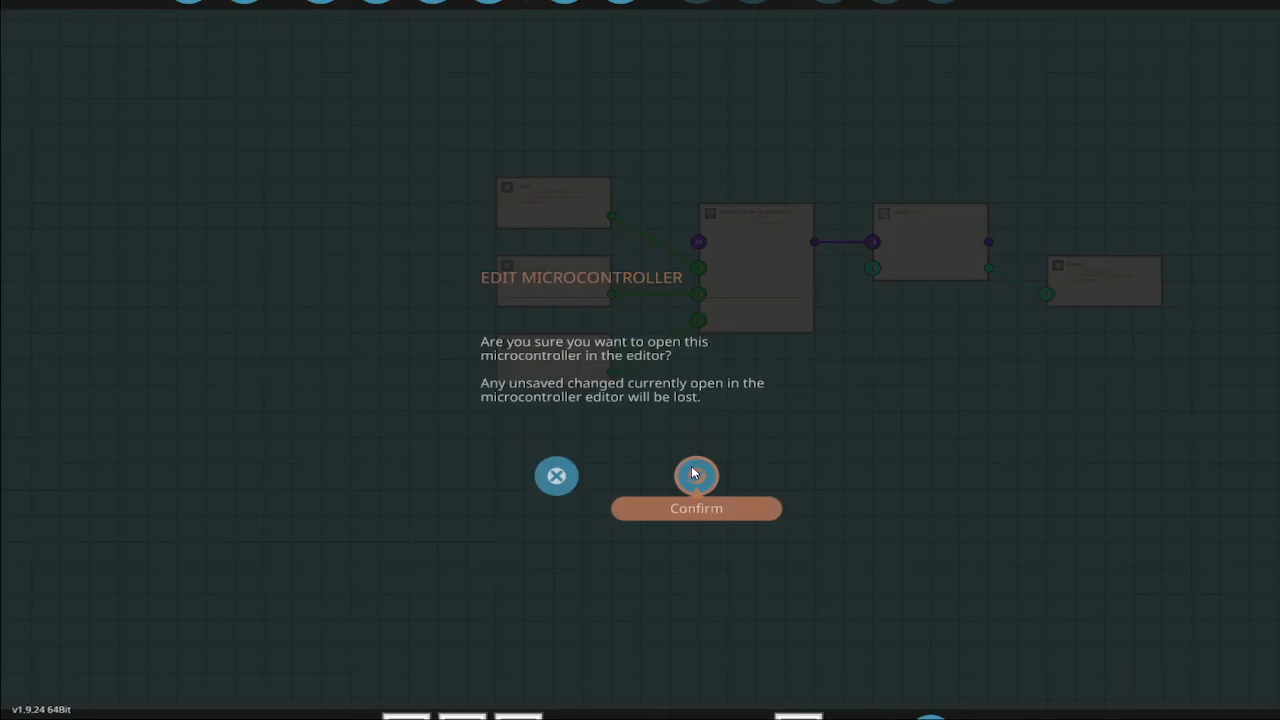 EDIT MICROCONTROLLER
Are you sure you want to open this
microcontroller in the editor?
Any unsaved changed currently open in the
microcontroller editor will be lost.
Confirm
v1.9.24 64Bit